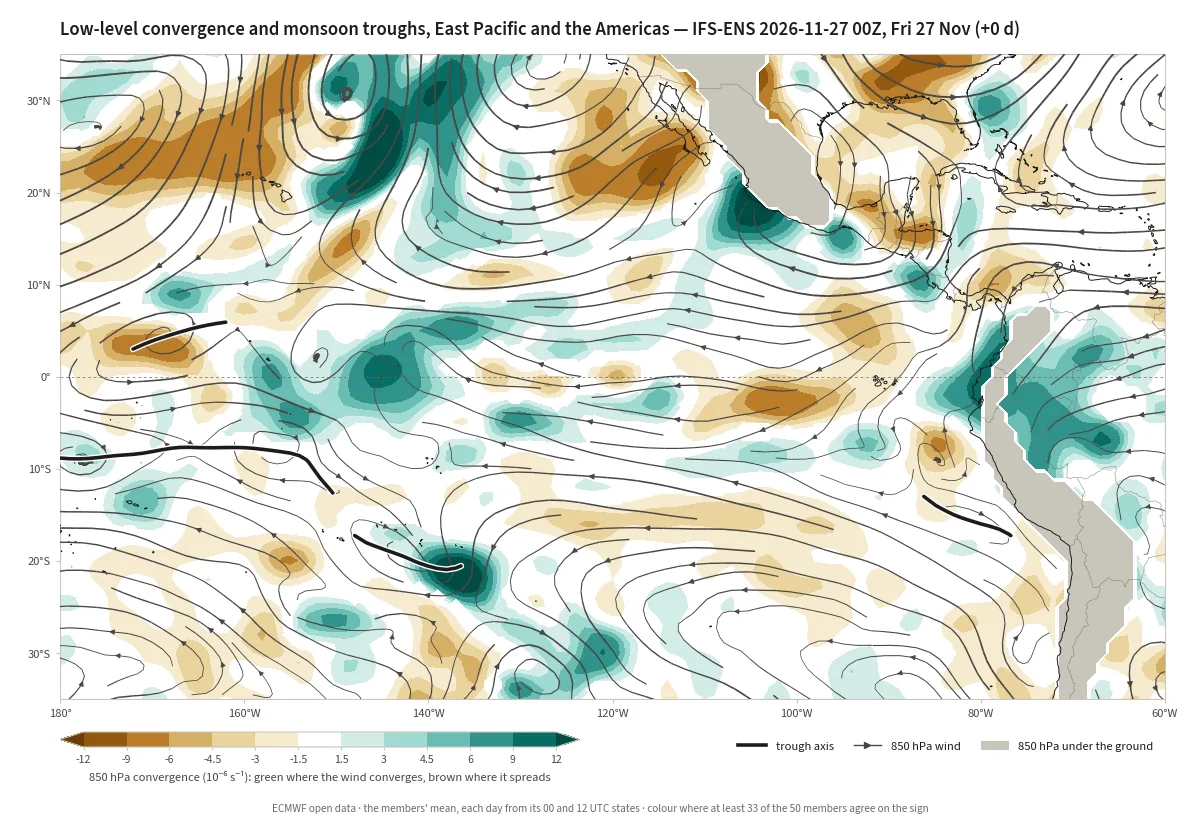 Low-level convergence and monsoon troughs, East Pacific and the Americas — IFS-ENS 2026-11-27 00Z, Fri 27 Nov (+0 d)
30°N
20°N
10°N
0°
10°S
20°S
30°S
180° 160°W 140°W 120°W 100°W 80°W 60°W
-12 -9 -6 -4.5 -3 -1.5 1.5 3 4.5 6 9 12
850 hPa convergence (10⁻⁶ s⁻¹): green where the wind converges, brown where it spreads
trough axis 850 hPa wind 850 hPa under the ground
ECMWF open data · the members' mean, each day from its 00 and 12 UTC states · colour where at least 33 of the 50 members agree on the sign